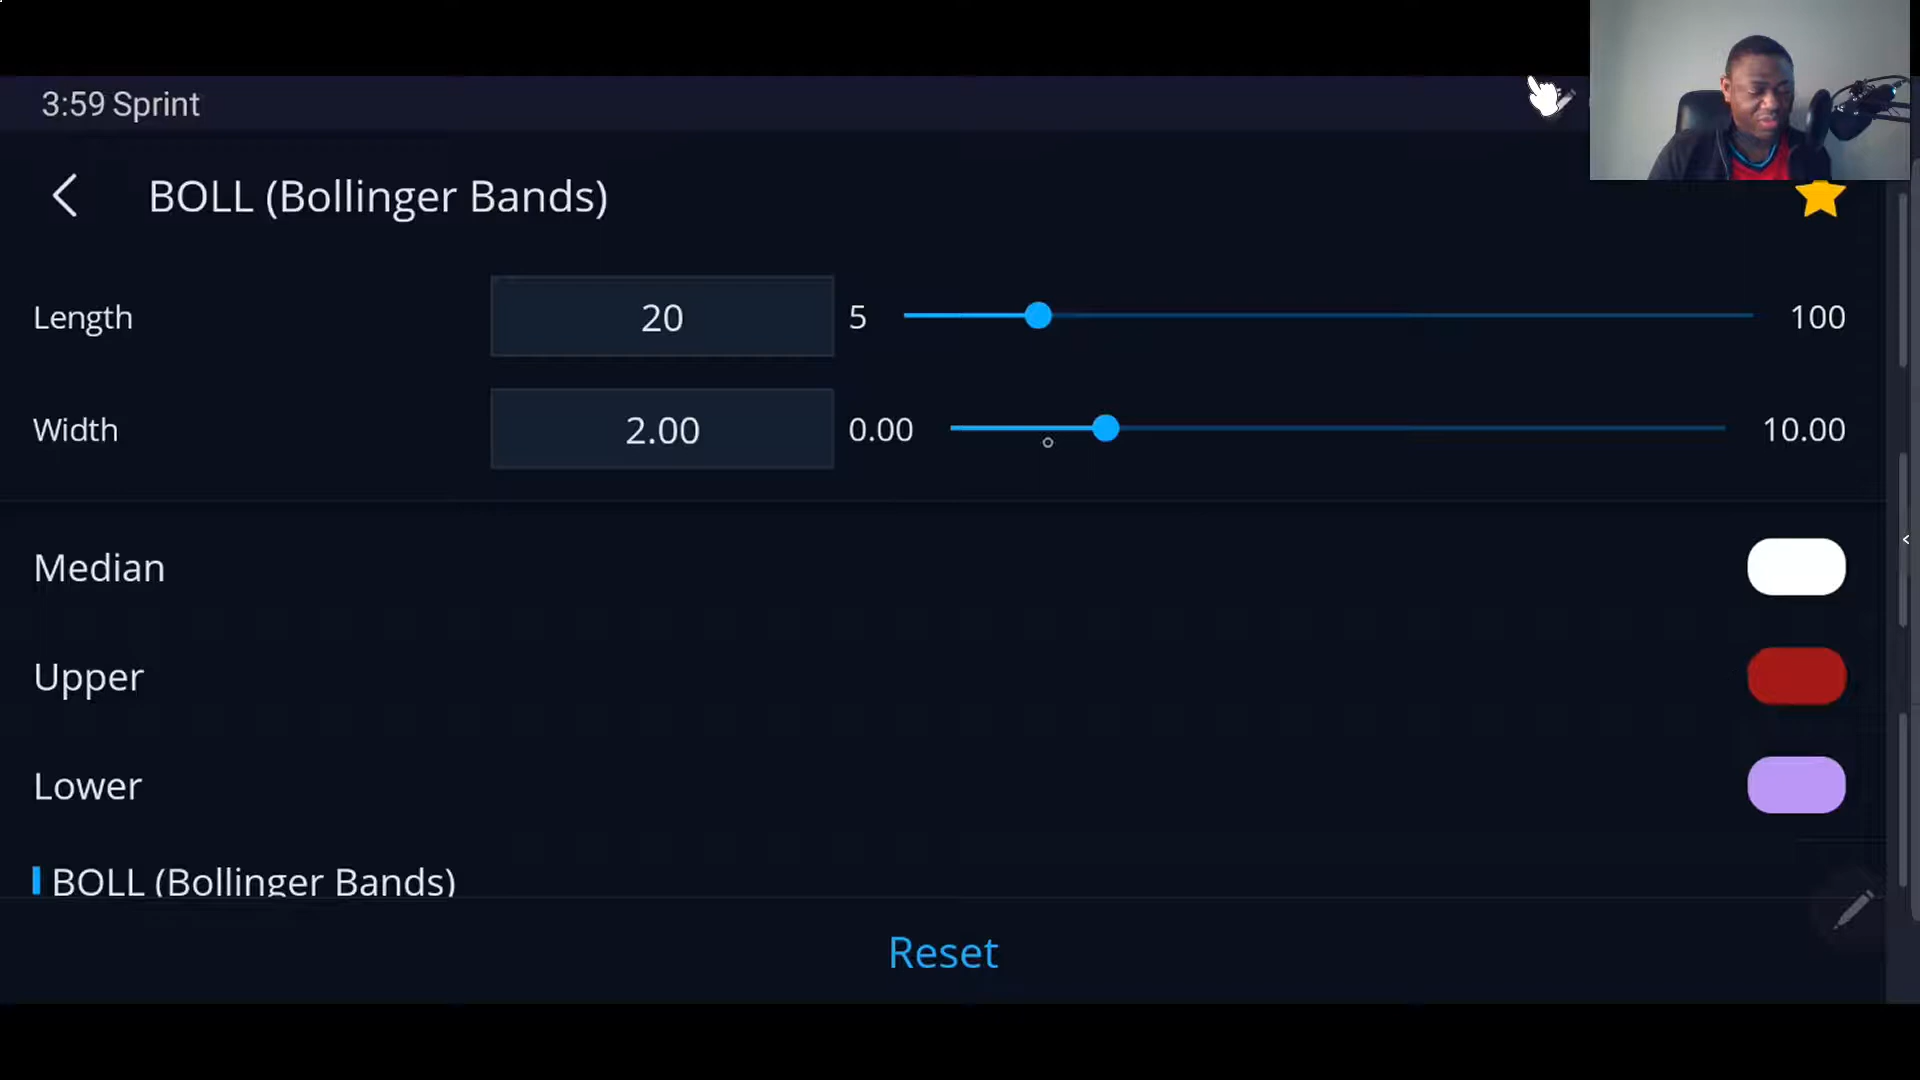 3:59 Sprint
BOLL (Bollinger Bands)
Length 20 5 100
Width 2.00 0.00 10.00
Median
Upper
Lower
BOLL (Bollinger Bands)
Reset